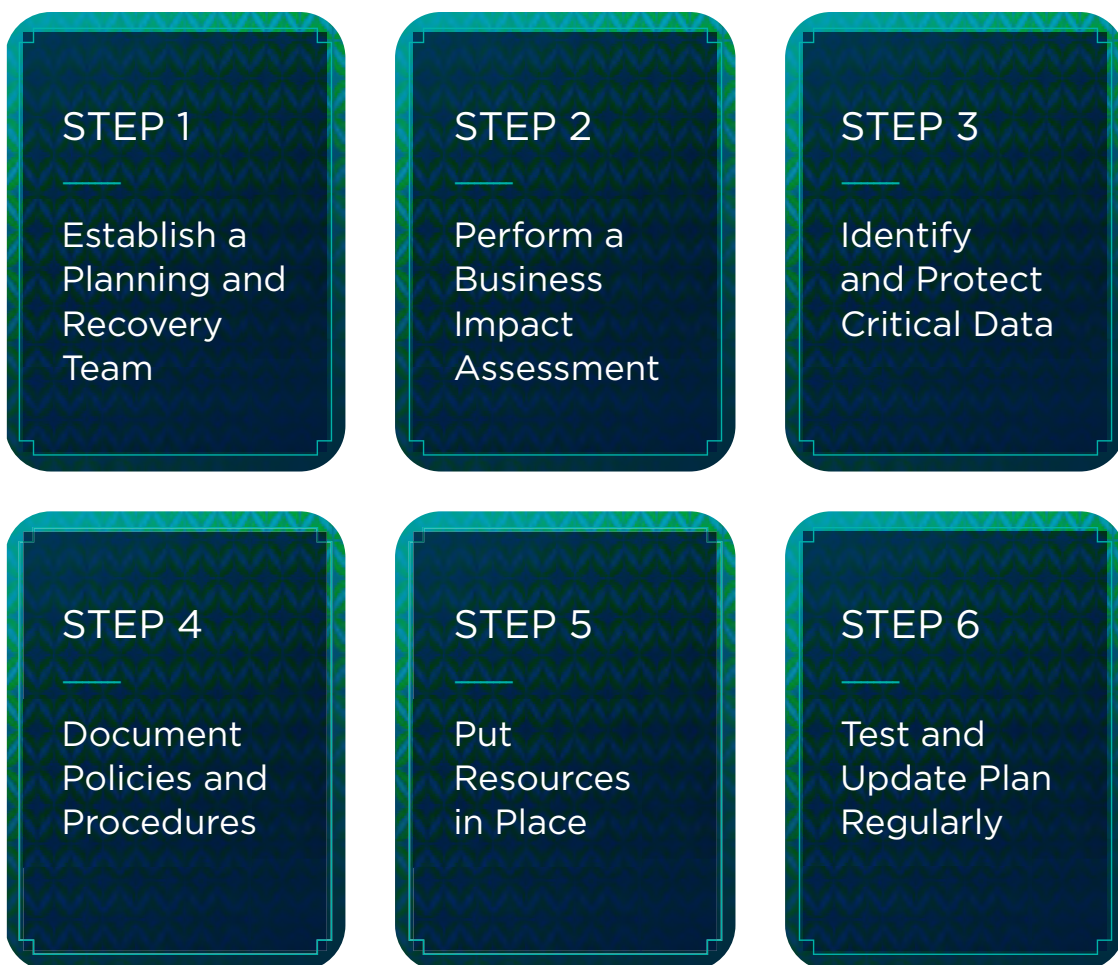 STEP 1
Establish a
Planning and
Recovery
Team
STEP 2
Perform a
Business
Impact
Assessment
STEP 3
Identify
and Protect
Critical Data
STEP 4
Document
Policies and
Procedures
STEP 5
Put
Resources
in Place
STEP 6
Test and
Update Plan
Regularly